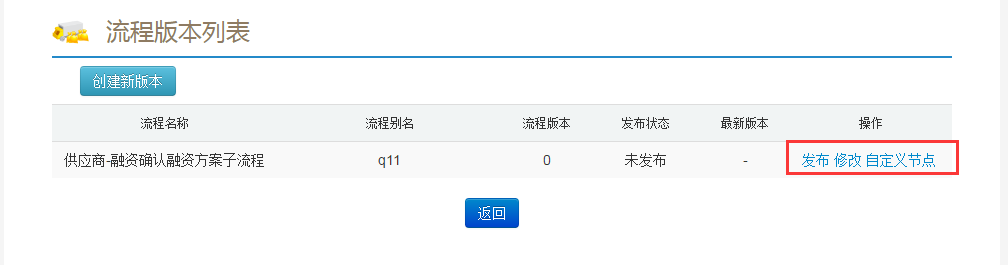 流程版本列表
创建新版本
流程名称 流程别名 流程版本 发布状态 最新版本 操作
供应商-融资确认融资方案子流程 q11 0 未发布 - 发布 修改 自定义节点
返回